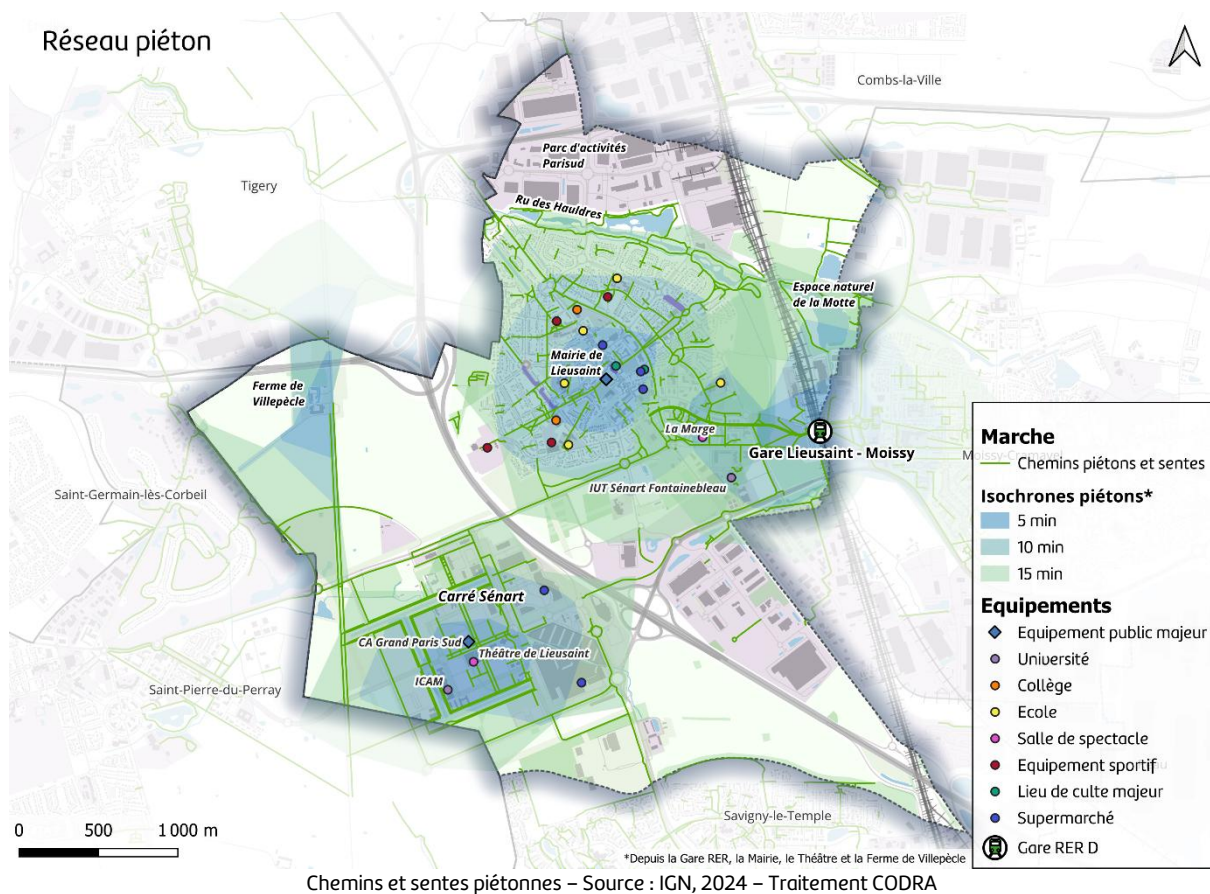 Réseau piéton
Combs-la-Ville
Parc d'activités
Parisud
Tigery
Ru des Hauldres
Espace naturel
de la Motte
Mairie de
Lieusaint
Ferme de
Villepècle
La Marge
Gare Lieusaint - Moissy
Moissy-Cramayel
Saint-Germain-lès-Corbeil
IUT Sénart Fontainebleau
Carré Sénart
CA Grand Paris Sud
Théâtre de Lieusaint
ICAM
Saint-Pierre-du-Perray
Savigny-le-Temple
Marche
Chemins piétons et sentes
Isochrones piétons*
5 min
10 min
15 min
Equipements
Equipement public majeur
Université
Collège
Ecole
Salle de spectacle
Equipement sportif
Lieu de culte majeur
Supermarché
Gare RER D
0 500 1 000 m
*Depuis la Gare RER, la Mairie, le Théâtre et la Ferme de Villepècle
Chemins et sentes piétonnes – Source : IGN, 2024 – Traitement CODRA